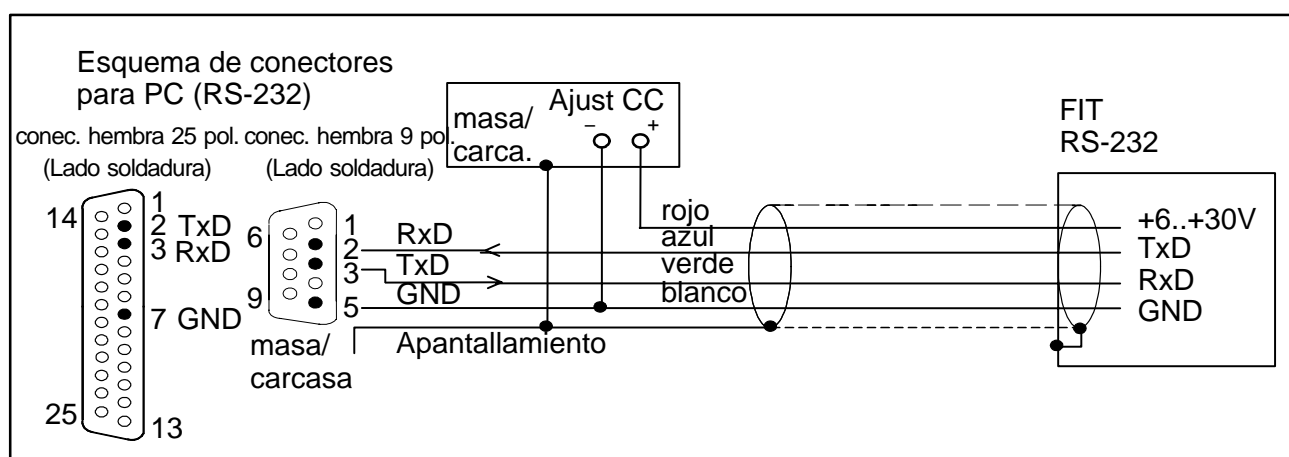 Esquema de conectores
para PC (RS-232)
conec. hembra 25 pol. conec. hembra 9 pol.
(Lado soldadura) (Lado soldadura)
14
1
2 TxD
3 RxD
7 GND
25
13
6
1
2
3
9
5
RxD
TxD
GND
masa/
carcasa
Apantallamiento
masa/
carca.
Ajust CC
− +
rojo
azul
verde
blanco
FIT
RS-232
+6..+30V
TxD
RxD
GND